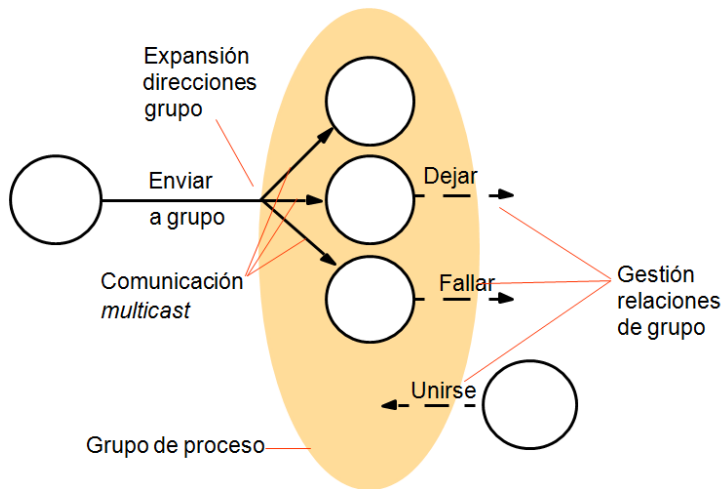 Expansión
direcciones
grupo
Enviar
a grupo
Dejar
Comunicación
multicast
Fallar
Gestión
relaciones
de grupo
Unirse
Grupo de proceso